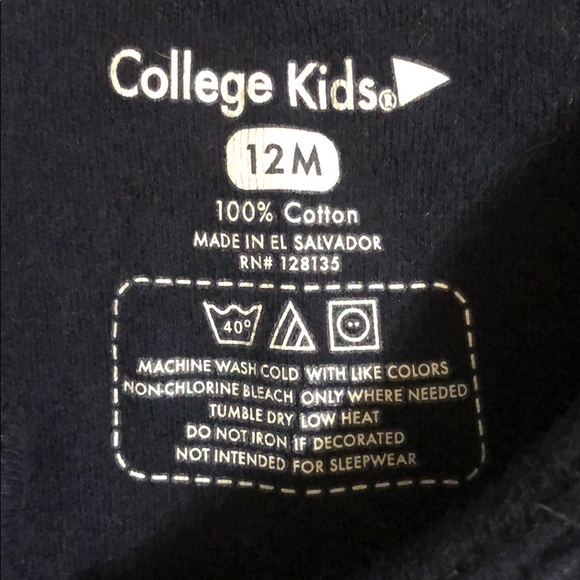 College Kids®
12M
100% Cotton
MADE IN EL SALVADOR
RN# 128135
40°
MACHINE WASH COLD WITH LIKE COLORS
NON-CHLORINE BLEACH ONLY WHERE NEEDED
TUMBLE DRY LOW HEAT
DO NOT IRON IF DECORATED
NOT INTENDED FOR SLEEPWEAR